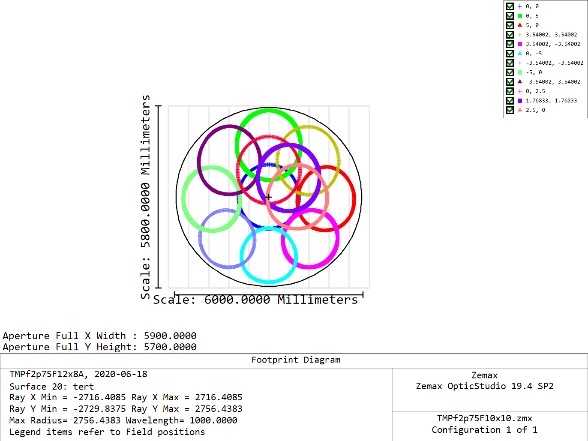 + 0, 0
0, 5
5, 0
3.54002, 3.54002
3.54002, -3.54002
0, -5
-3.54002, -3.54002
-5, 0
-3.54002, 3.54002
0, 2.5
1.76833, 1.76833
2.5, 0
Scale: 5800.0000 Millimeters
Scale: 6000.0000 Millimeters
Aperture Full X Width : 5900.0000
Aperture Full Y Height: 5700.0000
Footprint Diagram
TMPf2p75F12x8A, 2020-06-18
Surface 20: tert
Ray X Min = -2716.4085 Ray X Max = 2716.4085
Ray Y Min = -2729.8375 Ray Y Max = 2756.4383
Max Radius= 2756.4383 Wavelength= 1000.0000
Legend items refer to Field positions
Zemax
Zemax OpticStudio 19.4 SP2
TMPf2p75F10x10.zmx
Configuration 1 of 1